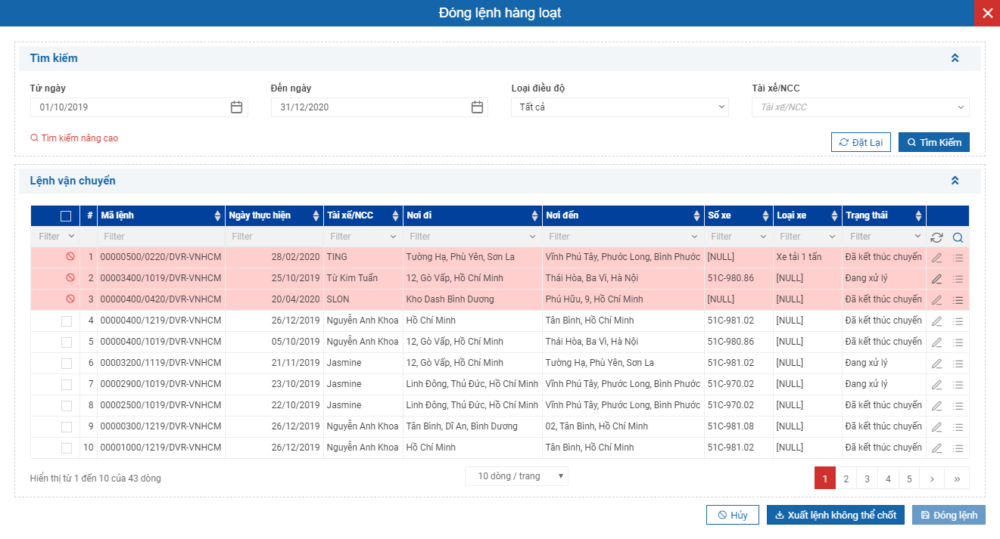 Đóng lệnh hàng loạt
Tìm kiếm
Từ ngày Đến ngày Loại điều độ Tài xế/NCC
01/10/2019 31/12/2020 Tất cả Tài xế/NCC
Tìm kiếm nâng cao Đặt Lại Tìm Kiếm
Lệnh vận chuyển
# Mã lệnh Ngày thực hiện Tài xế/NCC Nơi đi Nơi đến Số xe Loại xe Trạng thái
Filter Filter Filter Filter Filter Filter Filter Filter Filter
1 00000500/0220/DVR-VNHCM 28/02/2020 TING Tường Hạ, Phù Yên, Sơn La Vĩnh Phú Tây, Phước Long, Bình Phước [NULL] Xe tải 1 tấn Đã kết thúc chuyến
2 00003400/1019/DVR-VNHCM 25/10/2019 Từ Kim Tuấn 12, Gò Vấp, Hồ Chí Minh Thái Hòa, Ba Vì, Hà Nội 51C-980.86 [NULL] Đang xử lý
3 00000400/0420/DVR-VNHCM 20/04/2020 SLON Kho Dash Bình Dương Phú Hữu, 9, Hồ Chí Minh [NULL] [NULL] Đã kết thúc chuyến
4 00000400/1219/DVR-VNHCM 26/12/2019 Nguyễn Anh Khoa Hồ Chí Minh Tân Bình, Hồ Chí Minh 51C-981.02 [NULL] Đã kết thúc chuyến
5 00000400/1019/DVR-VNHCM 05/10/2019 Nguyễn Anh Khoa 12, Gò Vấp, Hồ Chí Minh Thái Hòa, Ba Vì, Hà Nội 51C-980.86 [NULL] Đã kết thúc chuyến
6 00003200/1119/DVR-VNHCM 21/11/2019 Jasmine 12, Gò Vấp, Hồ Chí Minh Tường Hạ, Phù Yên, Sơn La 51C-981.02 [NULL] Đang xử lý
7 00002900/1019/DVR-VNHCM 23/10/2019 Jasmine Linh Đông, Thủ Đức, Hồ Chí Minh Vĩnh Phú Tây, Phước Long, Bình Phước 51C-970.02 [NULL] Đang xử lý
8 00002500/1019/DVR-VNHCM 22/10/2019 Jasmine Linh Đông, Thủ Đức, Hồ Chí Minh Vĩnh Phú Tây, Phước Long, Bình Phước 51C-970.02 [NULL] Đã kết thúc chuyến
9 00000300/1219/DVR-VNHCM 26/12/2019 Nguyễn Anh Khoa Tân Bình, Dĩ An, Bình Dương 02, Tân Bình, Hồ Chí Minh 51C-981.08 [NULL] Đã kết thúc chuyến
10 00001000/1219/DVR-VNHCM 26/12/2019 Nguyễn Anh Khoa Hồ Chí Minh Tân Bình, Hồ Chí Minh 51C-981.02 [NULL] Đã kết thúc chuyến
Hiển thị từ 1 đến 10 của 43 dòng 10 dòng / trang 1 2 3 4 5 › »
Hủy Xuất lệnh không thể chốt Đóng lệnh